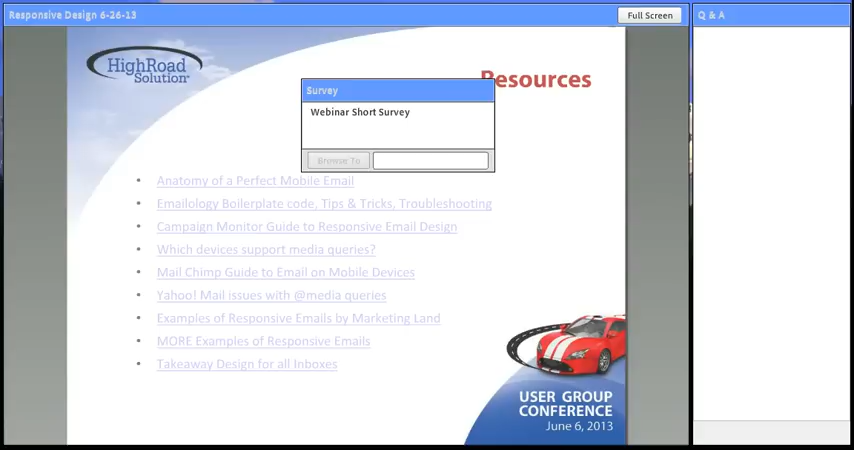 Responsive Design 6-26-13
Full Screen
Q & A
HighRoad
Solution
Resources
Survey
Webinar Short Survey
Browse To
• Anatomy of a Perfect Mobile Email
• Emailology Boilerplate code, Tips & Tricks, Troubleshooting
• Campaign Monitor Guide to Responsive Email Design
• Which devices support media queries?
• Mail Chimp Guide to Email on Mobile Devices
• Yahoo! Mail issues with @media queries
• Examples of Responsive Emails by Marketing Land
• MORE Examples of Responsive Emails
• Takeaway Design for all Inboxes
USER GROUP
CONFERENCE
June 6, 2013